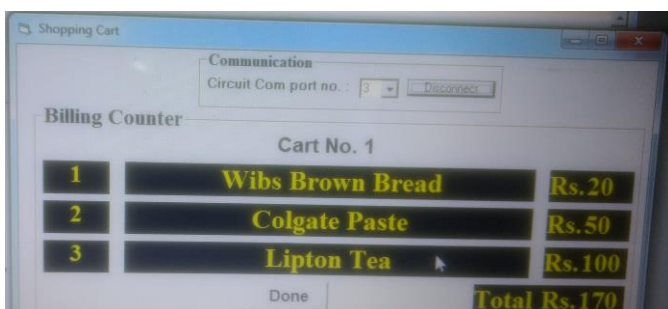 Shopping Cart
Communication
Circuit Com port no. : 3 Disconnect
Billing Counter
Cart No. 1
1 Wibs Brown Bread Rs.20
2 Colgate Paste Rs.50
3 Lipton Tea Rs.100
Done Total Rs.170